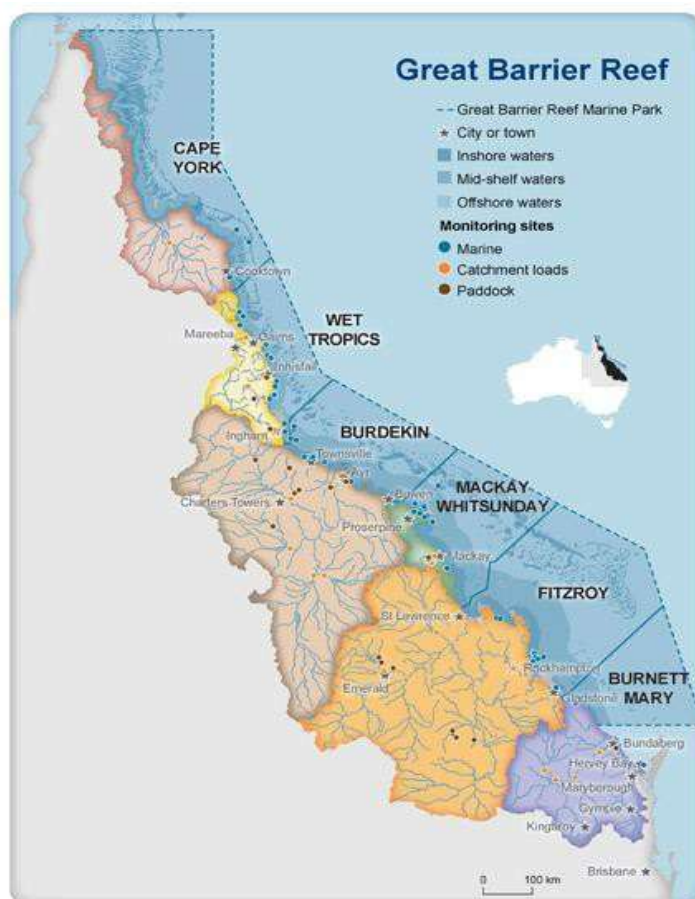 Great Barrier Reef
Great Barrier Reef Marine Park
City or town
Inshore waters
Mid-shelf waters
Offshore waters
Monitoring sites
Marine
Catchment loads
Paddock
CAPE
YORK
Cooktown
WET
TROPICS
Mareeba
Cairns
Innisfail
BURDEKIN
Ingham
Townsville
Ayr
MACKAY
WHITSUNDAY
Bowen
Charters Towers
Proserpine
Mackay
FITZROY
St Lawrence
Rockhampton
BURNETT
MARY
Emerald
Gladstone
Bundaberg
Hervey Bay
Maryborough
Gympie
Kingaroy
Brisbane
0 100 km